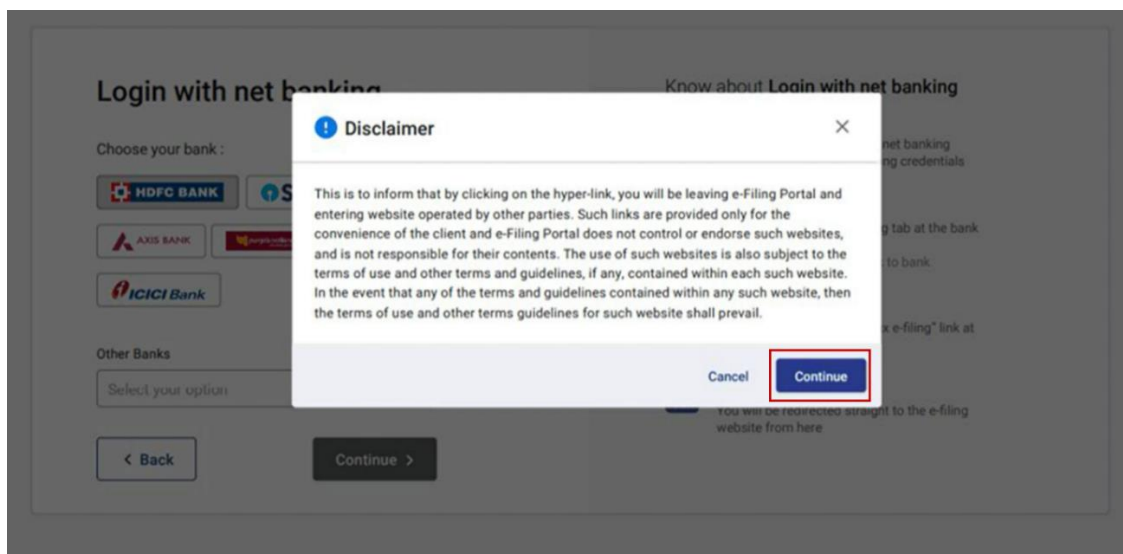 Login with net banking
Choose your bank :
HDFC BANK
S
AXIS BANK
ICICI Bank
Other Banks
Select your option
< Back
Continue >
Know about Login with net banking
net banking
ng credentials
g tab at the bank
to bank
x e-filing" link at
You will be redirected straight to the e-filing
website from here
Disclaimer
This is to inform that by clicking on the hyper-link, you will be leaving e-Filing Portal and
entering website operated by other parties. Such links are provided only for the
convenience of the client and e-Filing Portal does not control or endorse such websites,
and is not responsible for their contents. The use of such websites is also subject to the
terms of use and other terms and guidelines, if any, contained within each such website.
In the event that any of the terms and guidelines contained within any such website, then
the terms of use and other terms guidelines for such website shall prevail.
Cancel
Continue